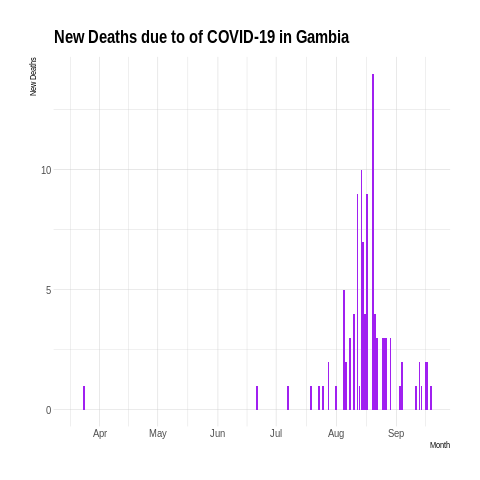 New Deaths due to of COVID-19 in Gambia
New Deaths
10
5
0
Apr May Jun Jul Aug Sep
Month